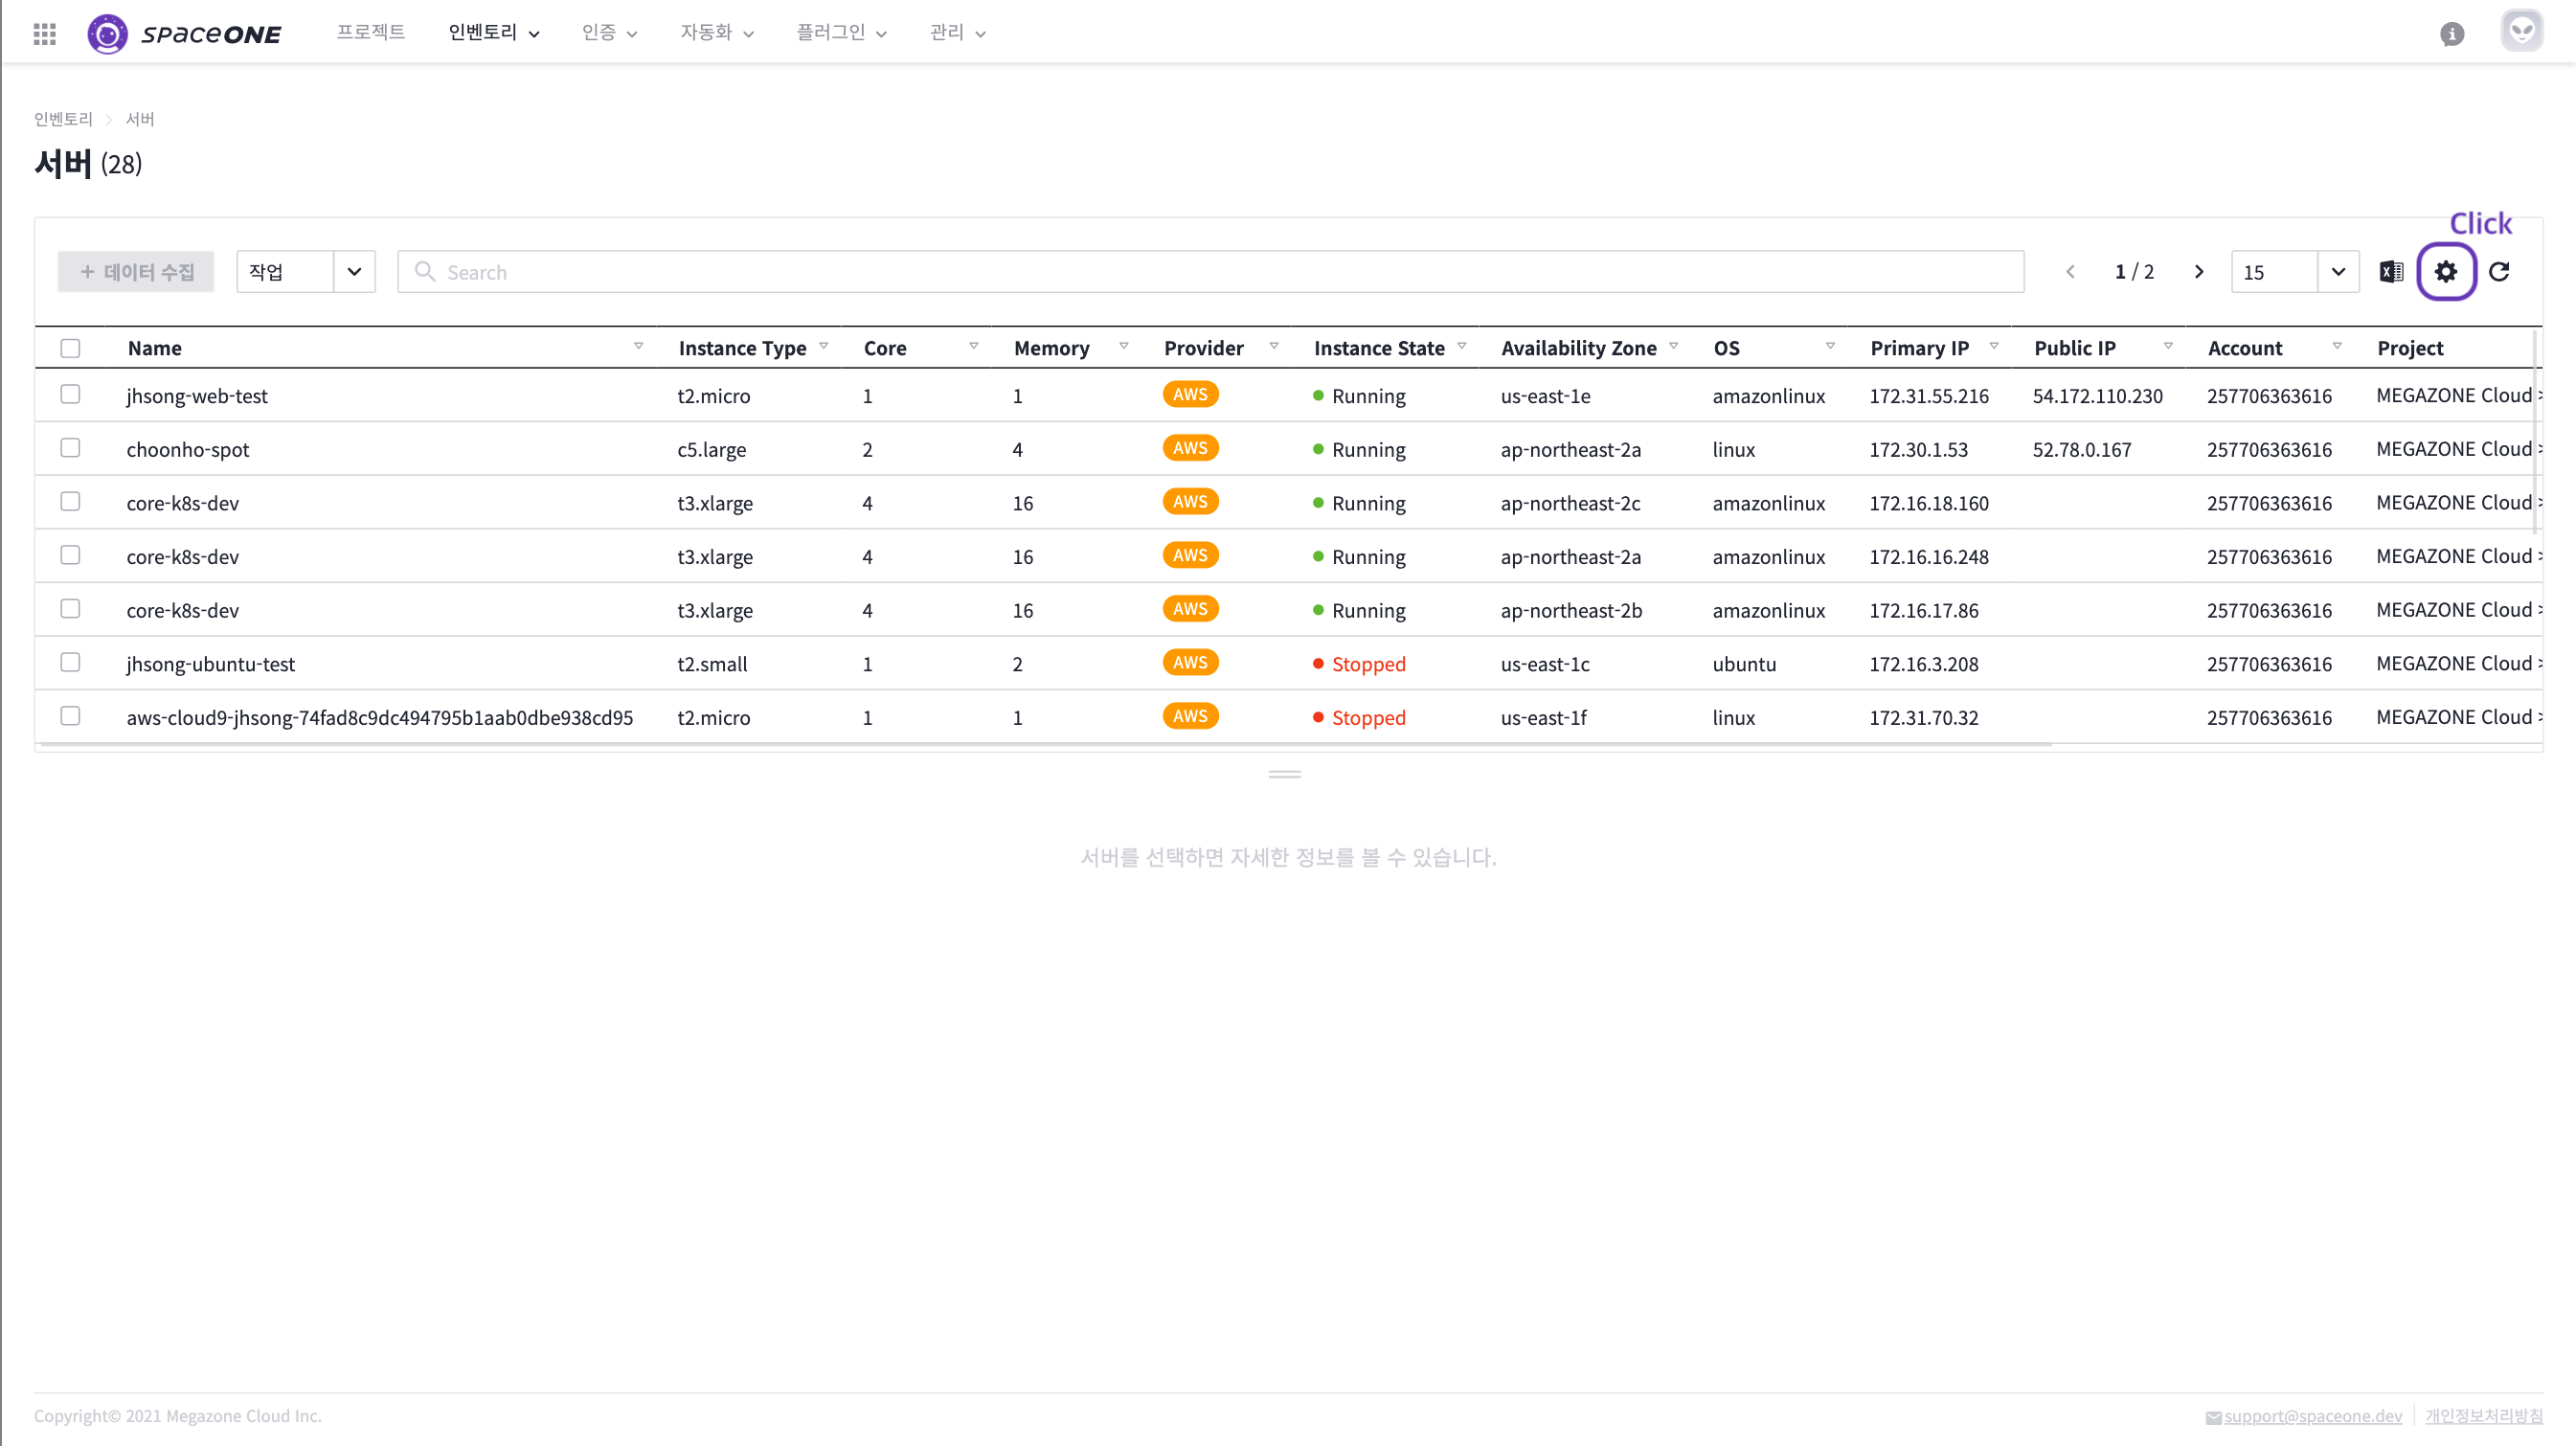 spaceONE 프로젝트 인벤토리 인증 자동화 플러그인 관리
인벤토리 > 서버
서버 (28)
Click
+ 데이터 수집 작업 Search 1 / 2 15
Name Instance Type Core Memory Provider Instance State Availability Zone OS Primary IP Public IP Account Project
jhsong-web-test t2.micro 1 1 AWS Running us-east-1e amazonlinux 172.31.55.216 54.172.110.230 257706363616 MEGAZONE Cloud >
choonho-spot c5.large 2 4 AWS Running ap-northeast-2a linux 172.30.1.53 52.78.0.167 257706363616 MEGAZONE Cloud >
core-k8s-dev t3.xlarge 4 16 AWS Running ap-northeast-2c amazonlinux 172.16.18.160 257706363616 MEGAZONE Cloud >
core-k8s-dev t3.xlarge 4 16 AWS Running ap-northeast-2a amazonlinux 172.16.16.248 257706363616 MEGAZONE Cloud >
core-k8s-dev t3.xlarge 4 16 AWS Running ap-northeast-2b amazonlinux 172.16.17.86 257706363616 MEGAZONE Cloud >
jhsong-ubuntu-test t2.small 1 2 AWS Stopped us-east-1c ubuntu 172.16.3.208 257706363616 MEGAZONE Cloud >
aws-cloud9-jhsong-74fad8c9dc494795b1aab0dbe938cd95 t2.micro 1 1 AWS Stopped us-east-1f linux 172.31.70.32 257706363616 MEGAZONE Cloud >
서버를 선택하면 자세한 정보를 볼 수 있습니다.
Copyright© 2021 Megazone Cloud Inc. support@spaceone.dev 개인정보처리방침